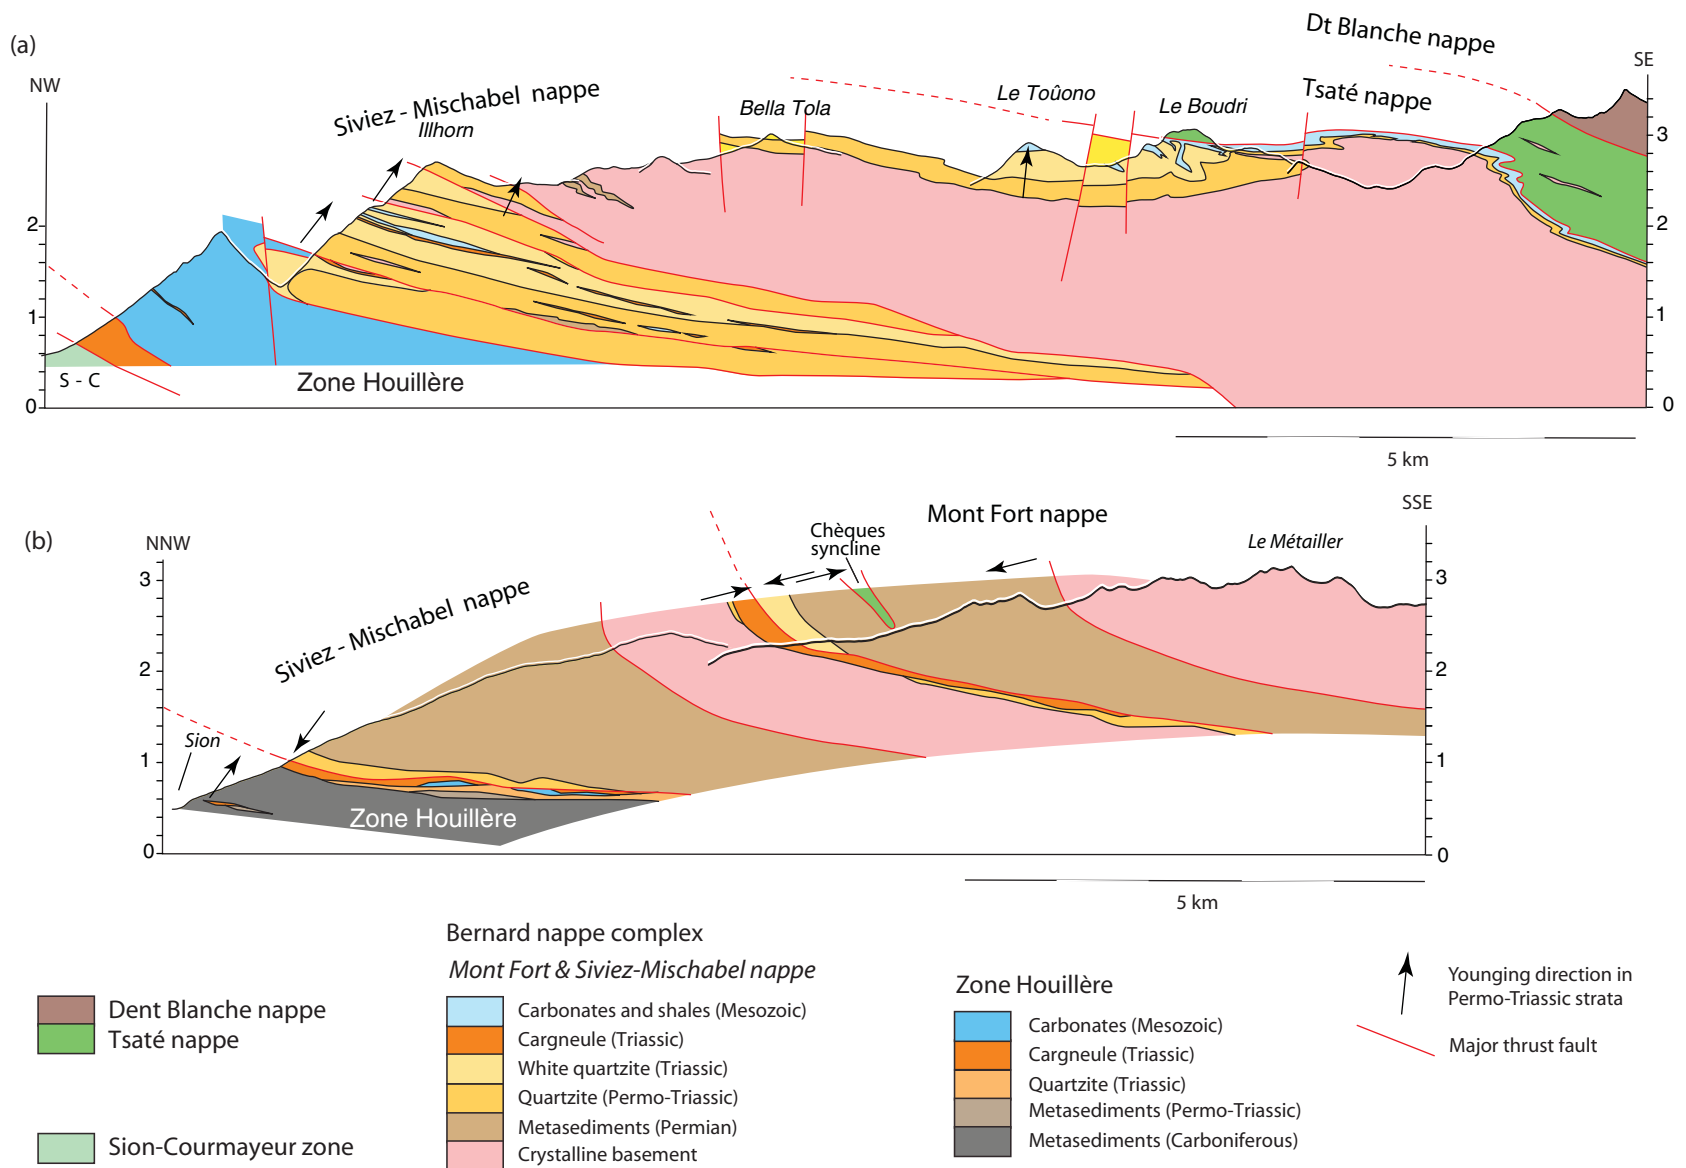 (a)
NW
Siviez - Mischabel nappe
Illhorn
Bella Tola
Le Toûono
Le Boudri
Dt Blanche nappe
Tsaté nappe
SE
2
1
0
3
2
1
0
S - C
Zone Houillère
5 km
(b)
NNW
Siviez - Mischabel nappe
Chèques
syncline
Mont Fort nappe
Le Métailler
SSE
3
2
1
0
3
2
1
0
Sion
Zone Houillère
5 km
Dent Blanche nappe
Tsaté nappe
Sion-Courmayeur zone
Bernard nappe complex
Mont Fort & Siviez-Mischabel nappe
Carbonates and shales (Mesozoic)
Cargneule (Triassic)
White quartzite (Triassic)
Quartzite (Permo-Triassic)
Metasediments (Permian)
Crystalline basement
Zone Houillère
Carbonates (Mesozoic)
Cargneule (Triassic)
Quartzite (Triassic)
Metasediments (Permo-Triassic)
Metasediments (Carboniferous)
Younging direction in
Permo-Triassic strata
Major thrust fault